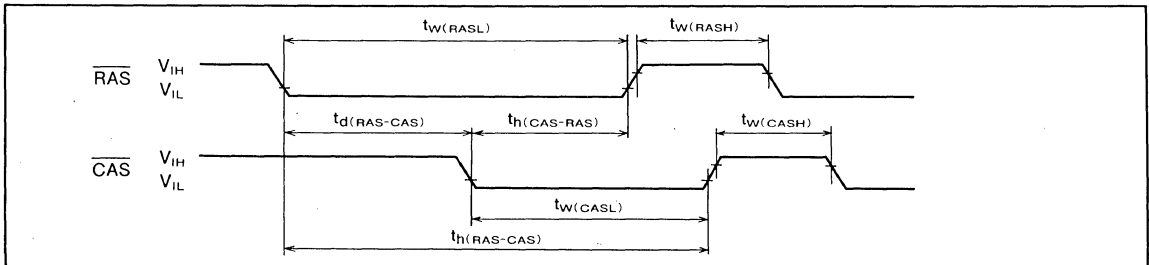 tw(RASL) tw(RASH)
RAS VIH
VIL
td(RAS-CAS) th(CAS-RAS) tw(CASH)
CAS VIH
VIL
tw(CASL)
th(RAS-CAS)